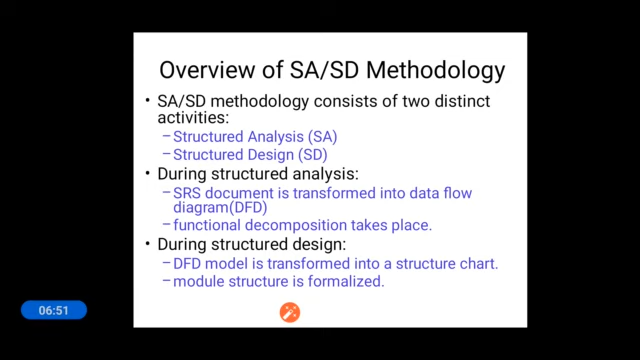 Overview of SA/SD Methodology
• SA/SD methodology consists of two distinct
activities:
–Structured Analysis (SA)
–Structured Design (SD)
• During structured analysis:
–SRS document is transformed into data flow
diagram(DFD)
–functional decomposition takes place.
• During structured design:
–DFD model is transformed into a structure chart.
–module structure is formalized.
06:51